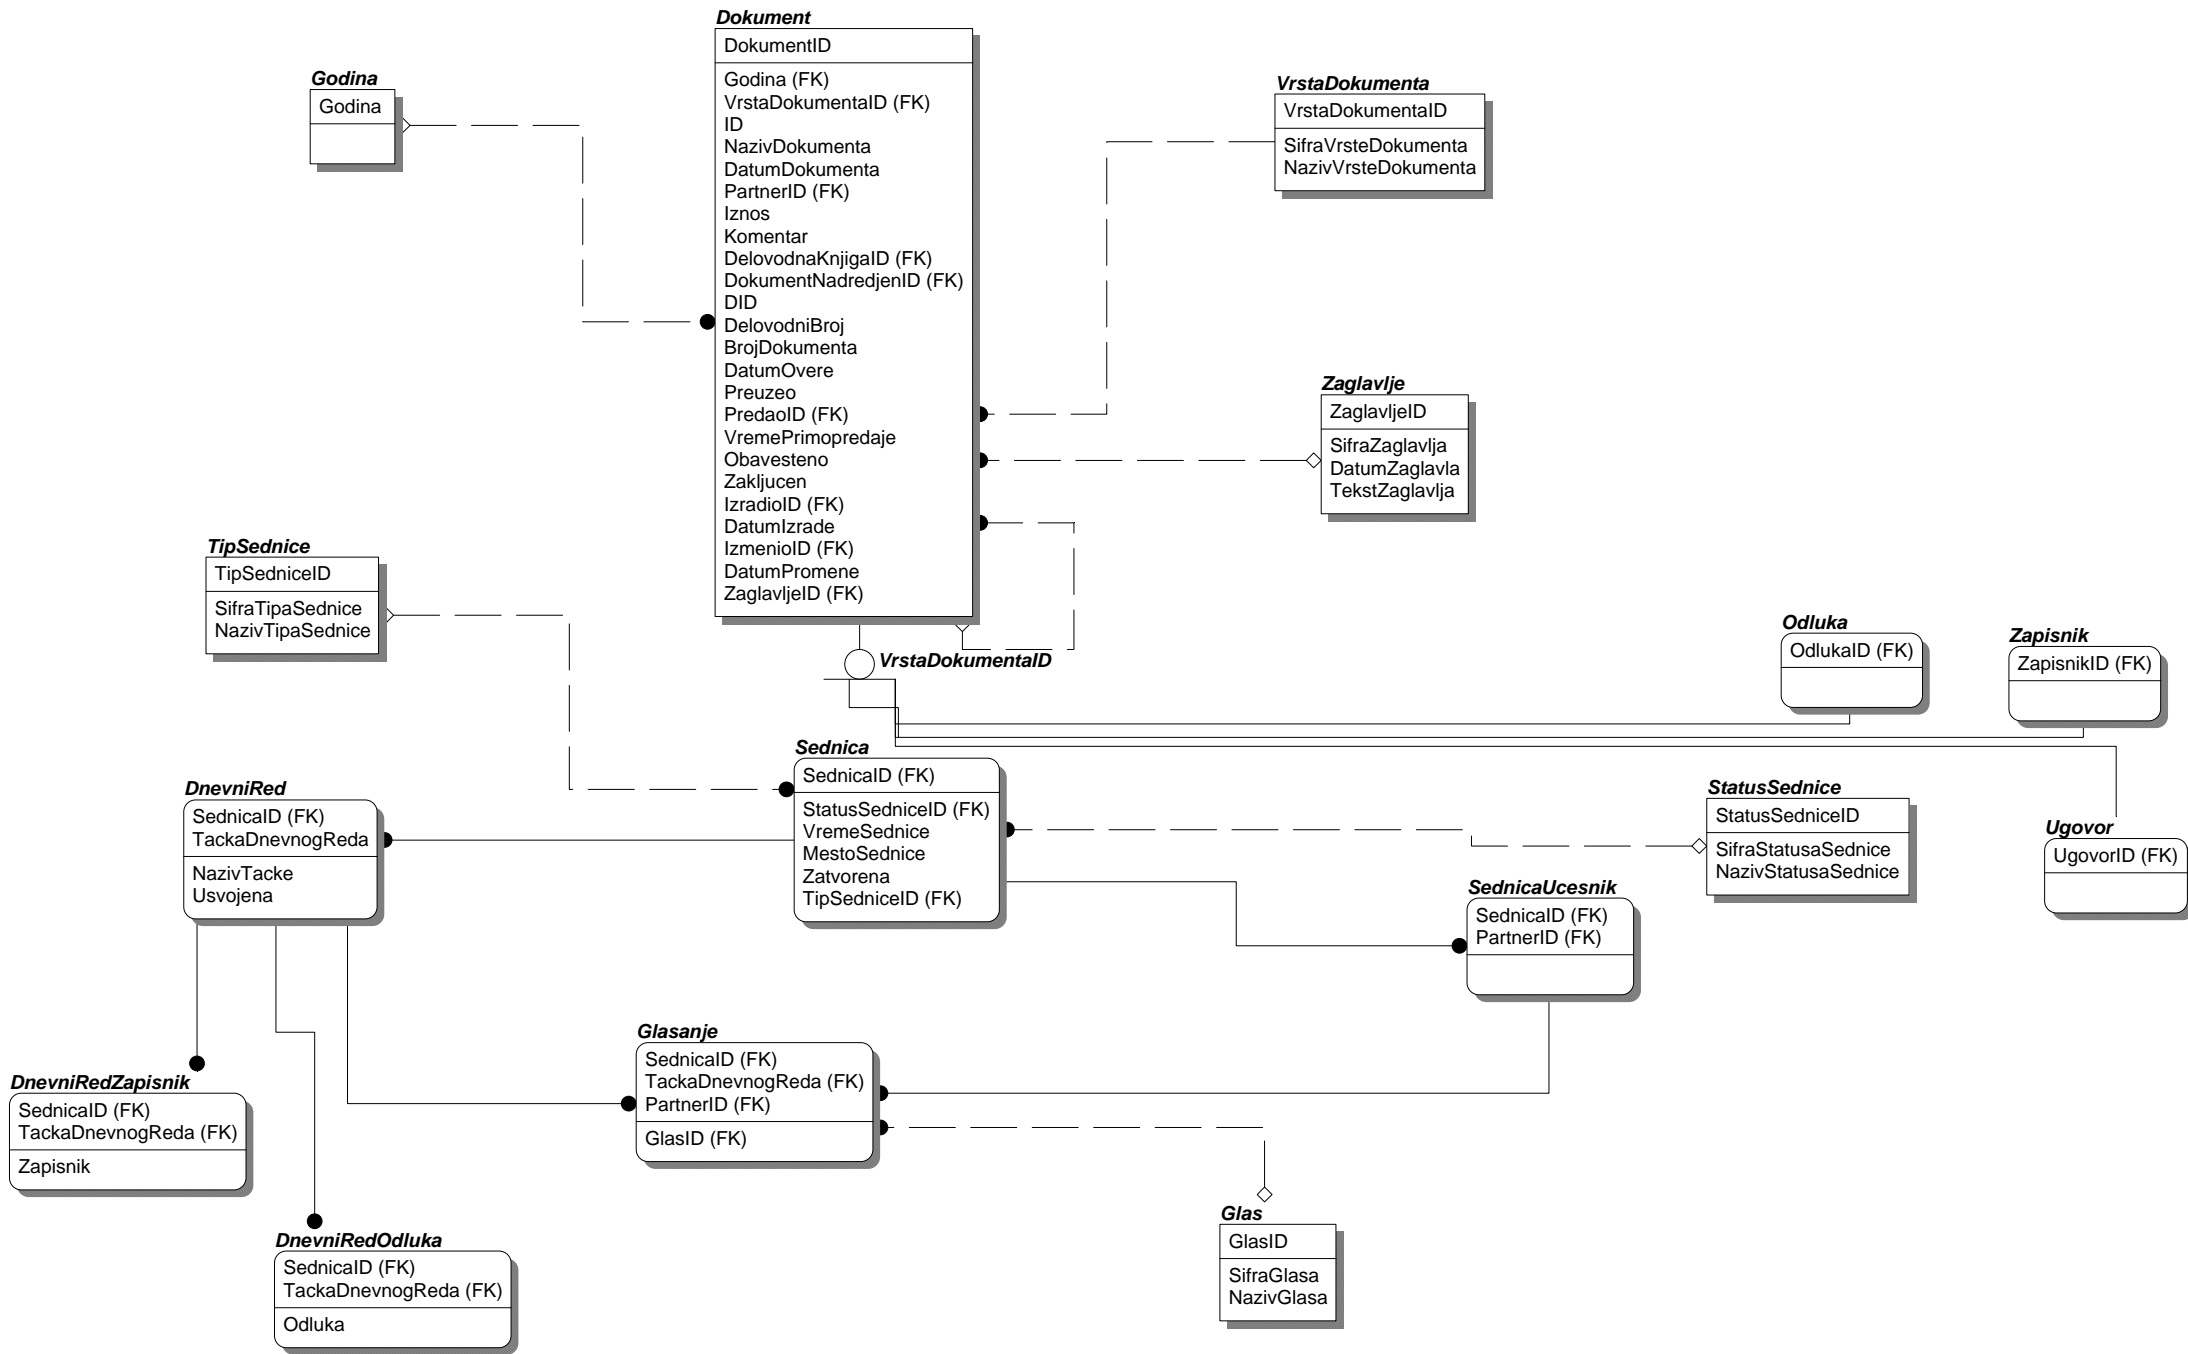 Dokument
DokumentID
Godina (FK)
VrstaDokumentaID (FK)
ID
NazivDokumenta
DatumDokumenta
PartnerID (FK)
Iznos
Komentar
DelovodnaKnjigaID (FK)
DokumentNadredjenID (FK)
DID
DelovodniBroj
BrojDokumenta
DatumOvere
Preuzeo
PredaoID (FK)
VremePrimopredaje
Obavesteno
Zakljucen
IzradioID (FK)
DatumIzrade
IzmenioID (FK)
DatumPromene
ZaglavljeID (FK)
Godina
Godina
VrstaDokumenta
VrstaDokumentaID
SifraVrsteDokumenta
NazivVrsteDokumenta
Zaglavlje
ZaglavljeID
SifraZaglavlja
DatumZaglavla
TekstZaglavlja
TipSednice
TipSedniceID
SifraTipaSednice
NazivTipaSednice
VrstaDokumentaID
Odluka
OdlukaID (FK)
Zapisnik
ZapisnikID (FK)
Sednica
SednicaID (FK)
StatusSedniceID (FK)
VremeSednice
MestoSednice
Zatvorena
TipSedniceID (FK)
DnevniRed
SednicaID (FK)
TackaDnevnogReda
NazivTacke
Usvojena
StatusSednice
StatusSedniceID
SifraStatusaSednice
NazivStatusaSednice
Ugovor
UgovorID (FK)
SednicaUcesnik
SednicaID (FK)
PartnerID (FK)
Glasanje
SednicaID (FK)
TackaDnevnogReda (FK)
PartnerID (FK)
GlasID (FK)
DnevniRedZapisnik
SednicaID (FK)
TackaDnevnogReda (FK)
Zapisnik
DnevniRedOdluka
SednicaID (FK)
TackaDnevnogReda (FK)
Odluka
Glas
GlasID
SifraGlasa
NazivGlasa